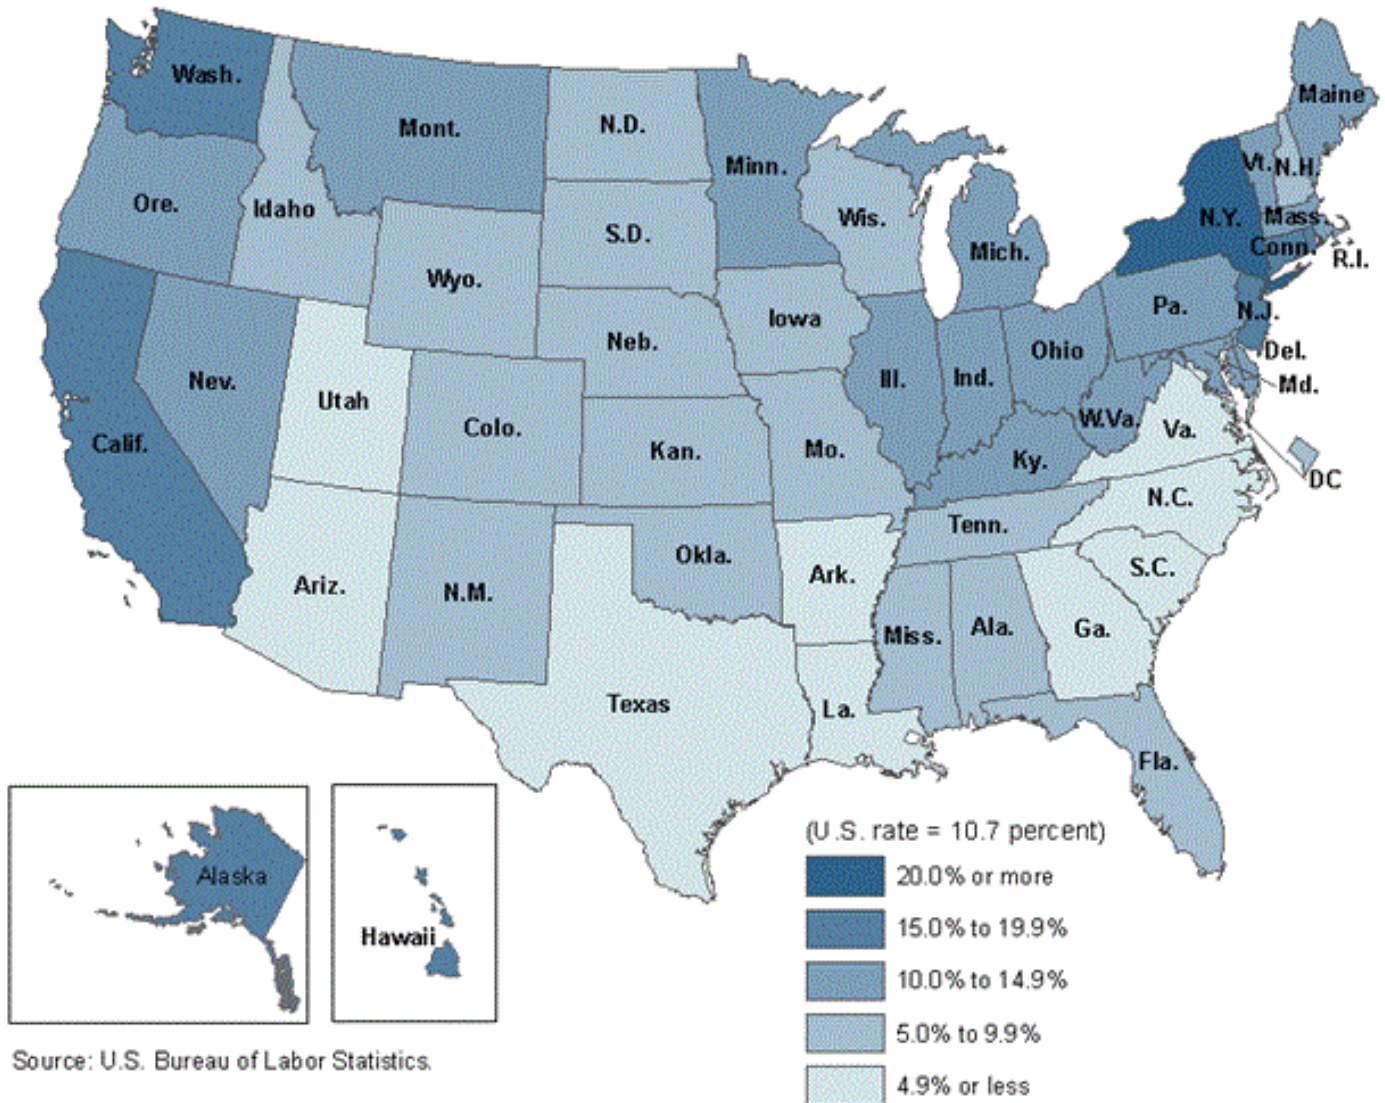 Wash.
Mont.
N.D.
Minn.
Maine
Vt.
N.H.
Ore.
Idaho
S.D.
Wis.
N.Y.
Mass.
Wyo.
Mich.
Conn.
R.I.
Nev.
Neb.
Iowa
Ill.
Ind.
Ohio
Pa.
N.J.
Del.
Md.
Calif.
Utah
Colo.
Kan.
Mo.
Ky.
W.Va.
Va.
DC
Ariz.
N.M.
Okla.
Ark.
Tenn.
N.C.
S.C.
Texas
La.
Miss.
Ala.
Ga.
Fla.
Alaska
Hawaii
(U.S. rate = 10.7 percent)
20.0% or more
15.0% to 19.9%
10.0% to 14.9%
5.0% to 9.9%
4.9% or less
Source: U.S. Bureau of Labor Statistics.